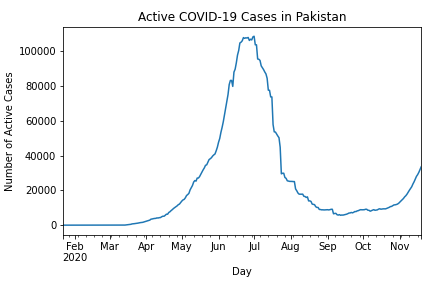 Active COVID-19 Cases in Pakistan
Number of Active Cases
100000
80000
60000
40000
20000
0
Feb Mar Apr May Jun Jul Aug Sep Oct Nov
2020
Day